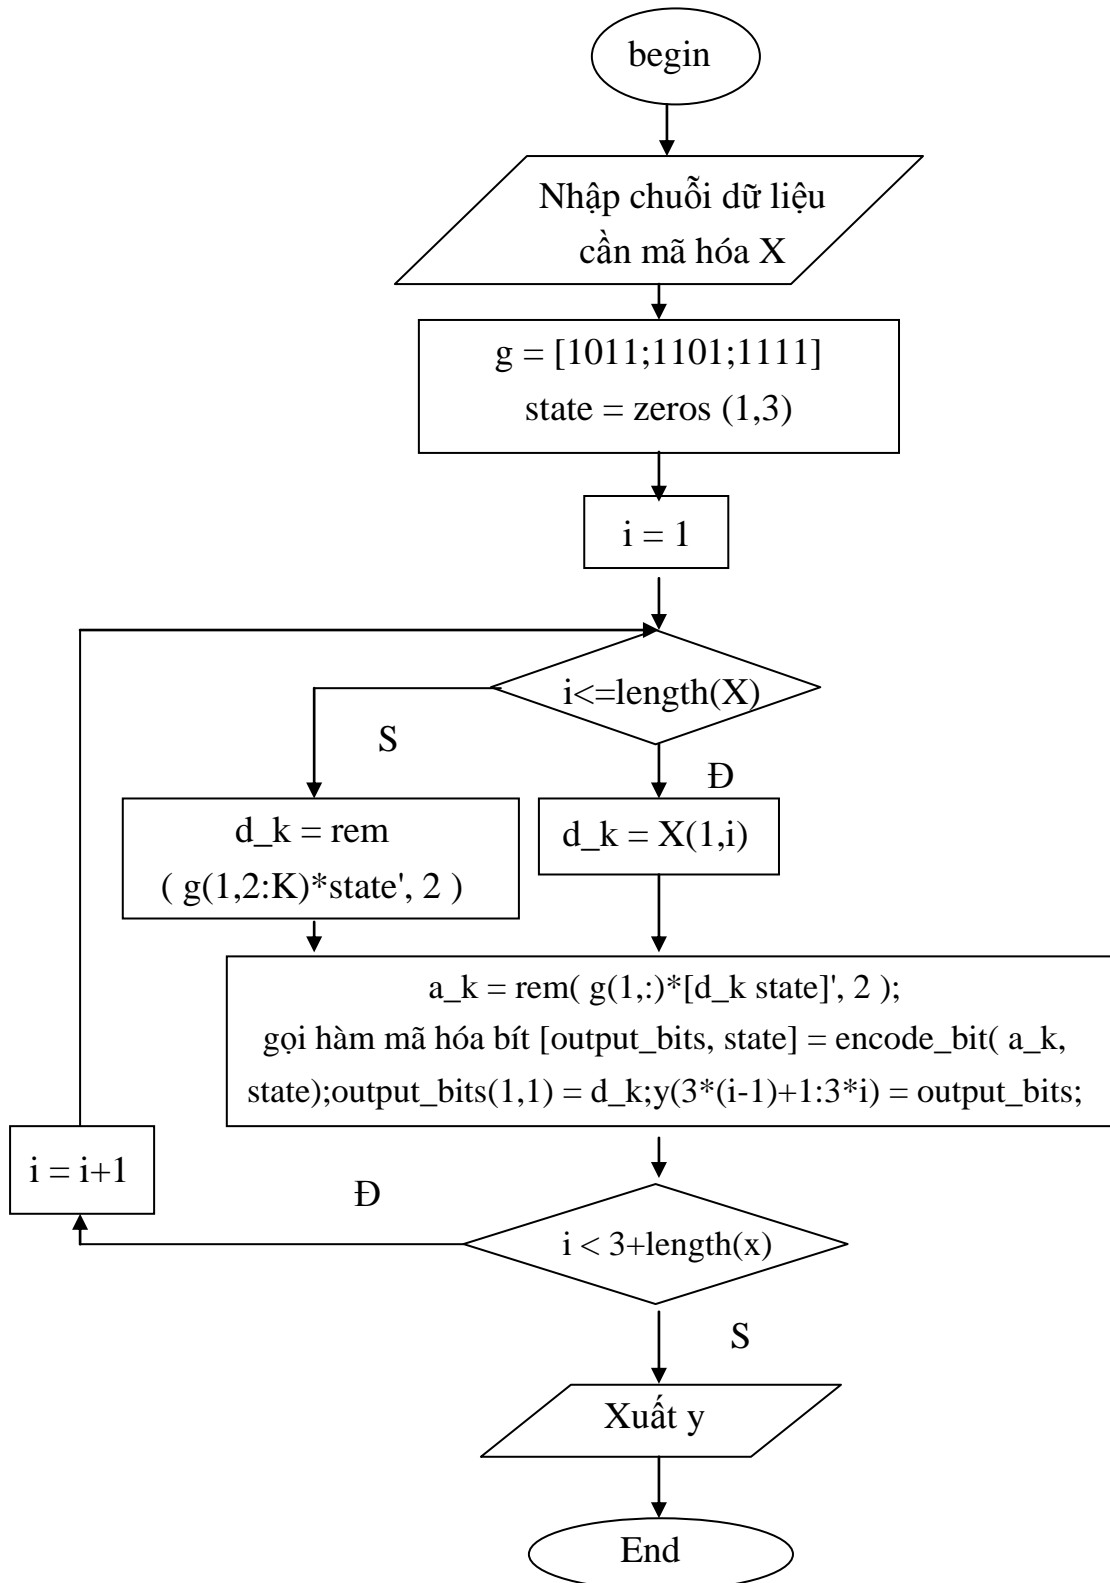 begin
Nhập chuỗi dữ liệu
cần mã hóa X
g = [1011;1101;1111]
state = zeros (1,3)
i = 1
i<=length(X)
S
Đ
d_k = rem
( g(1,2:K)*state', 2 )
d_k = X(1,i)
a_k = rem( g(1,:)*[d_k state]', 2 );
gọi hàm mã hóa bít [output_bits, state] = encode_bit( a_k,
state);output_bits(1,1) = d_k;y(3*(i-1)+1:3*i) = output_bits;
i = i+1
Đ
i < 3+length(x)
S
Xuất y
End